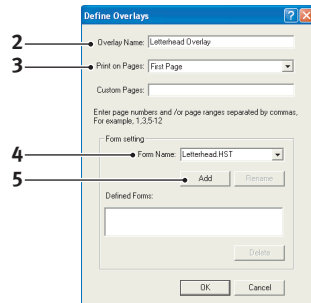 Define Overlays
2 Overlay Name: Letterhead Overlay
3 Print on Pages: First Page
Custom Pages:
Enter page numbers and /or page ranges separated by commas,
For example, 1,3,5-12
Form setting
4 Form Name: Letterhead.HST
5 Add Rename
Defined Forms:
Delete
OK Cancel